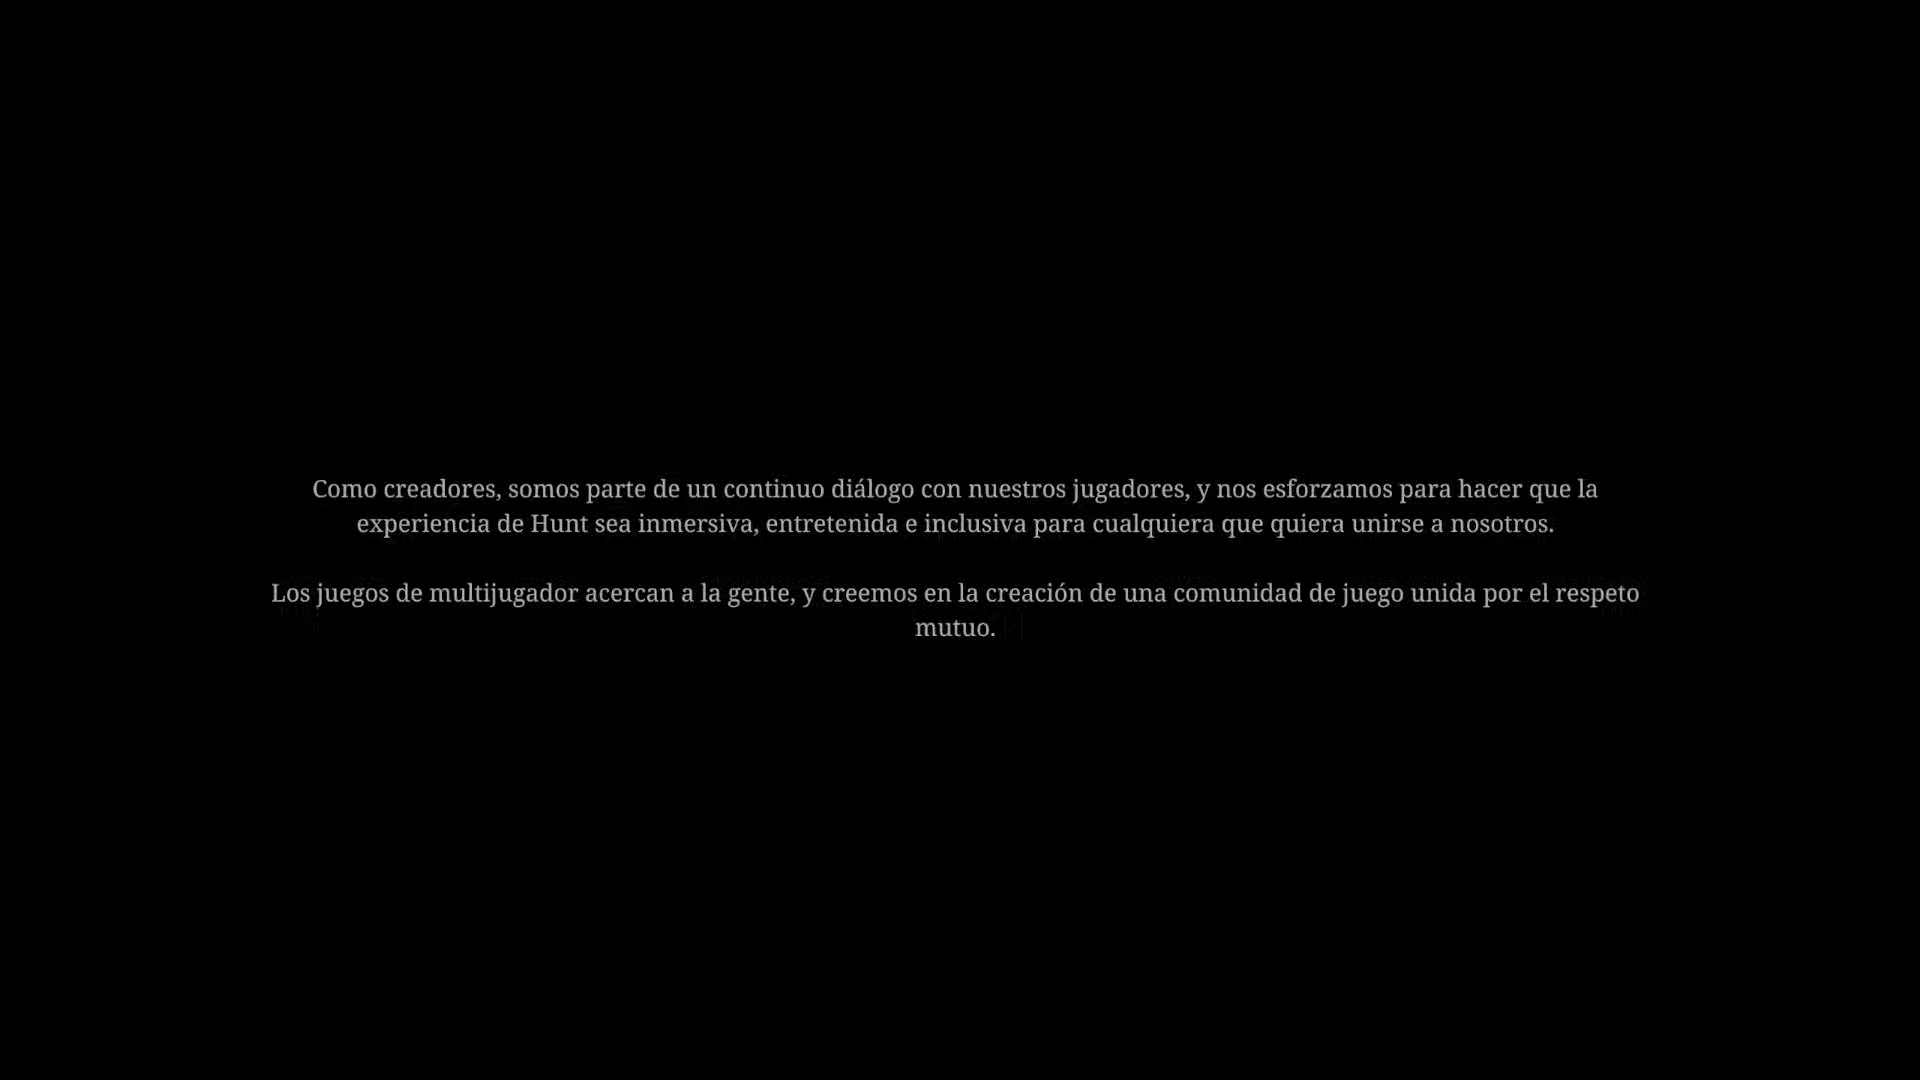 Como creadores, somos parte de un continuo diálogo con nuestros jugadores, y nos esforzamos para hacer que la
experiencia de Hunt sea inmersiva, entretenida e inclusiva para cualquiera que quiera unirse a nosotros.
Los juegos de multijugador acercan a la gente, y creemos en la creación de una comunidad de juego unida por el respeto
mutuo.